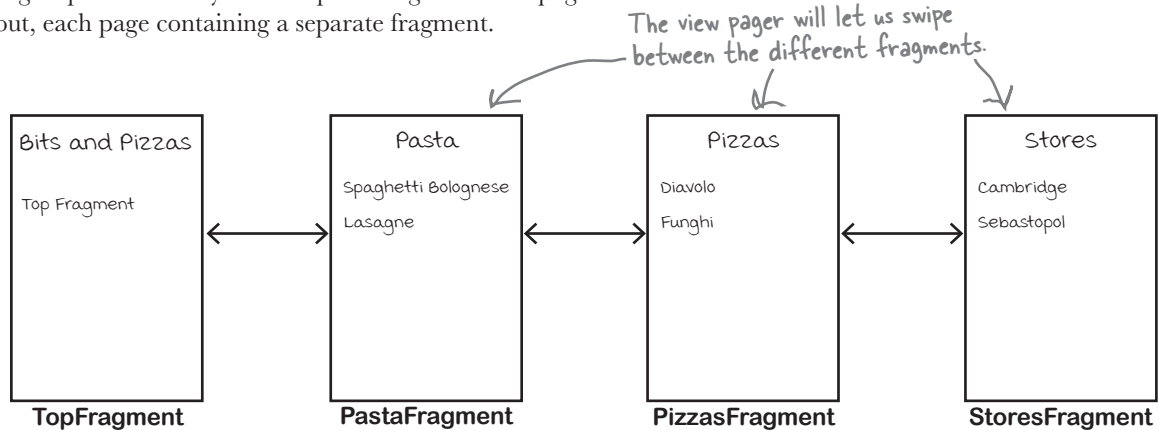 out, each page containing a separate fragment.
The view pager will let us swipe
between the different fragments.
Bits and Pizzas
Top Fragment
TopFragment
Pasta
Spaghetti Bolognese
Lasagne
PastaFragment
Pizzas
Diavolo
Funghi
PizzasFragment
Stores
Cambridge
Sebastopol
StoresFragment